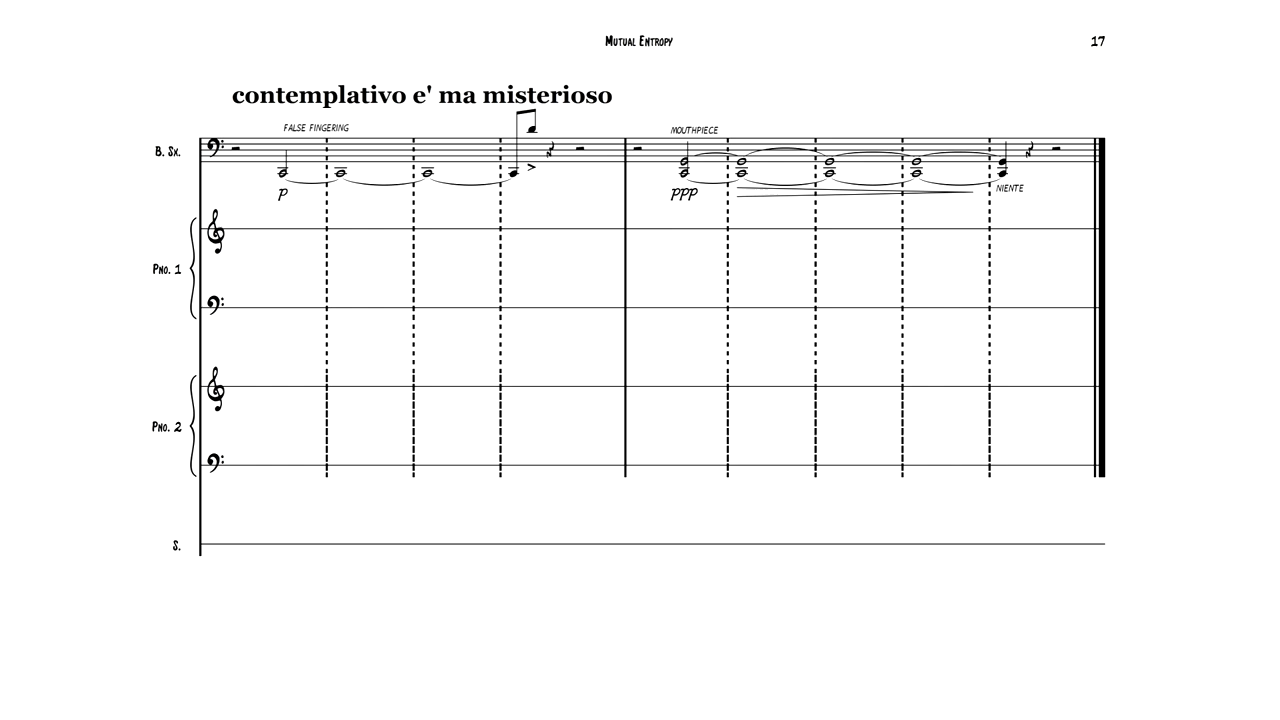 Mutual Entropy 17
contemplativo e' ma misterioso
FALSE FINGERING MOUTHPIECE
B. Sx.
p ppp NIENTE
Pno. 1
Pno. 2
S.